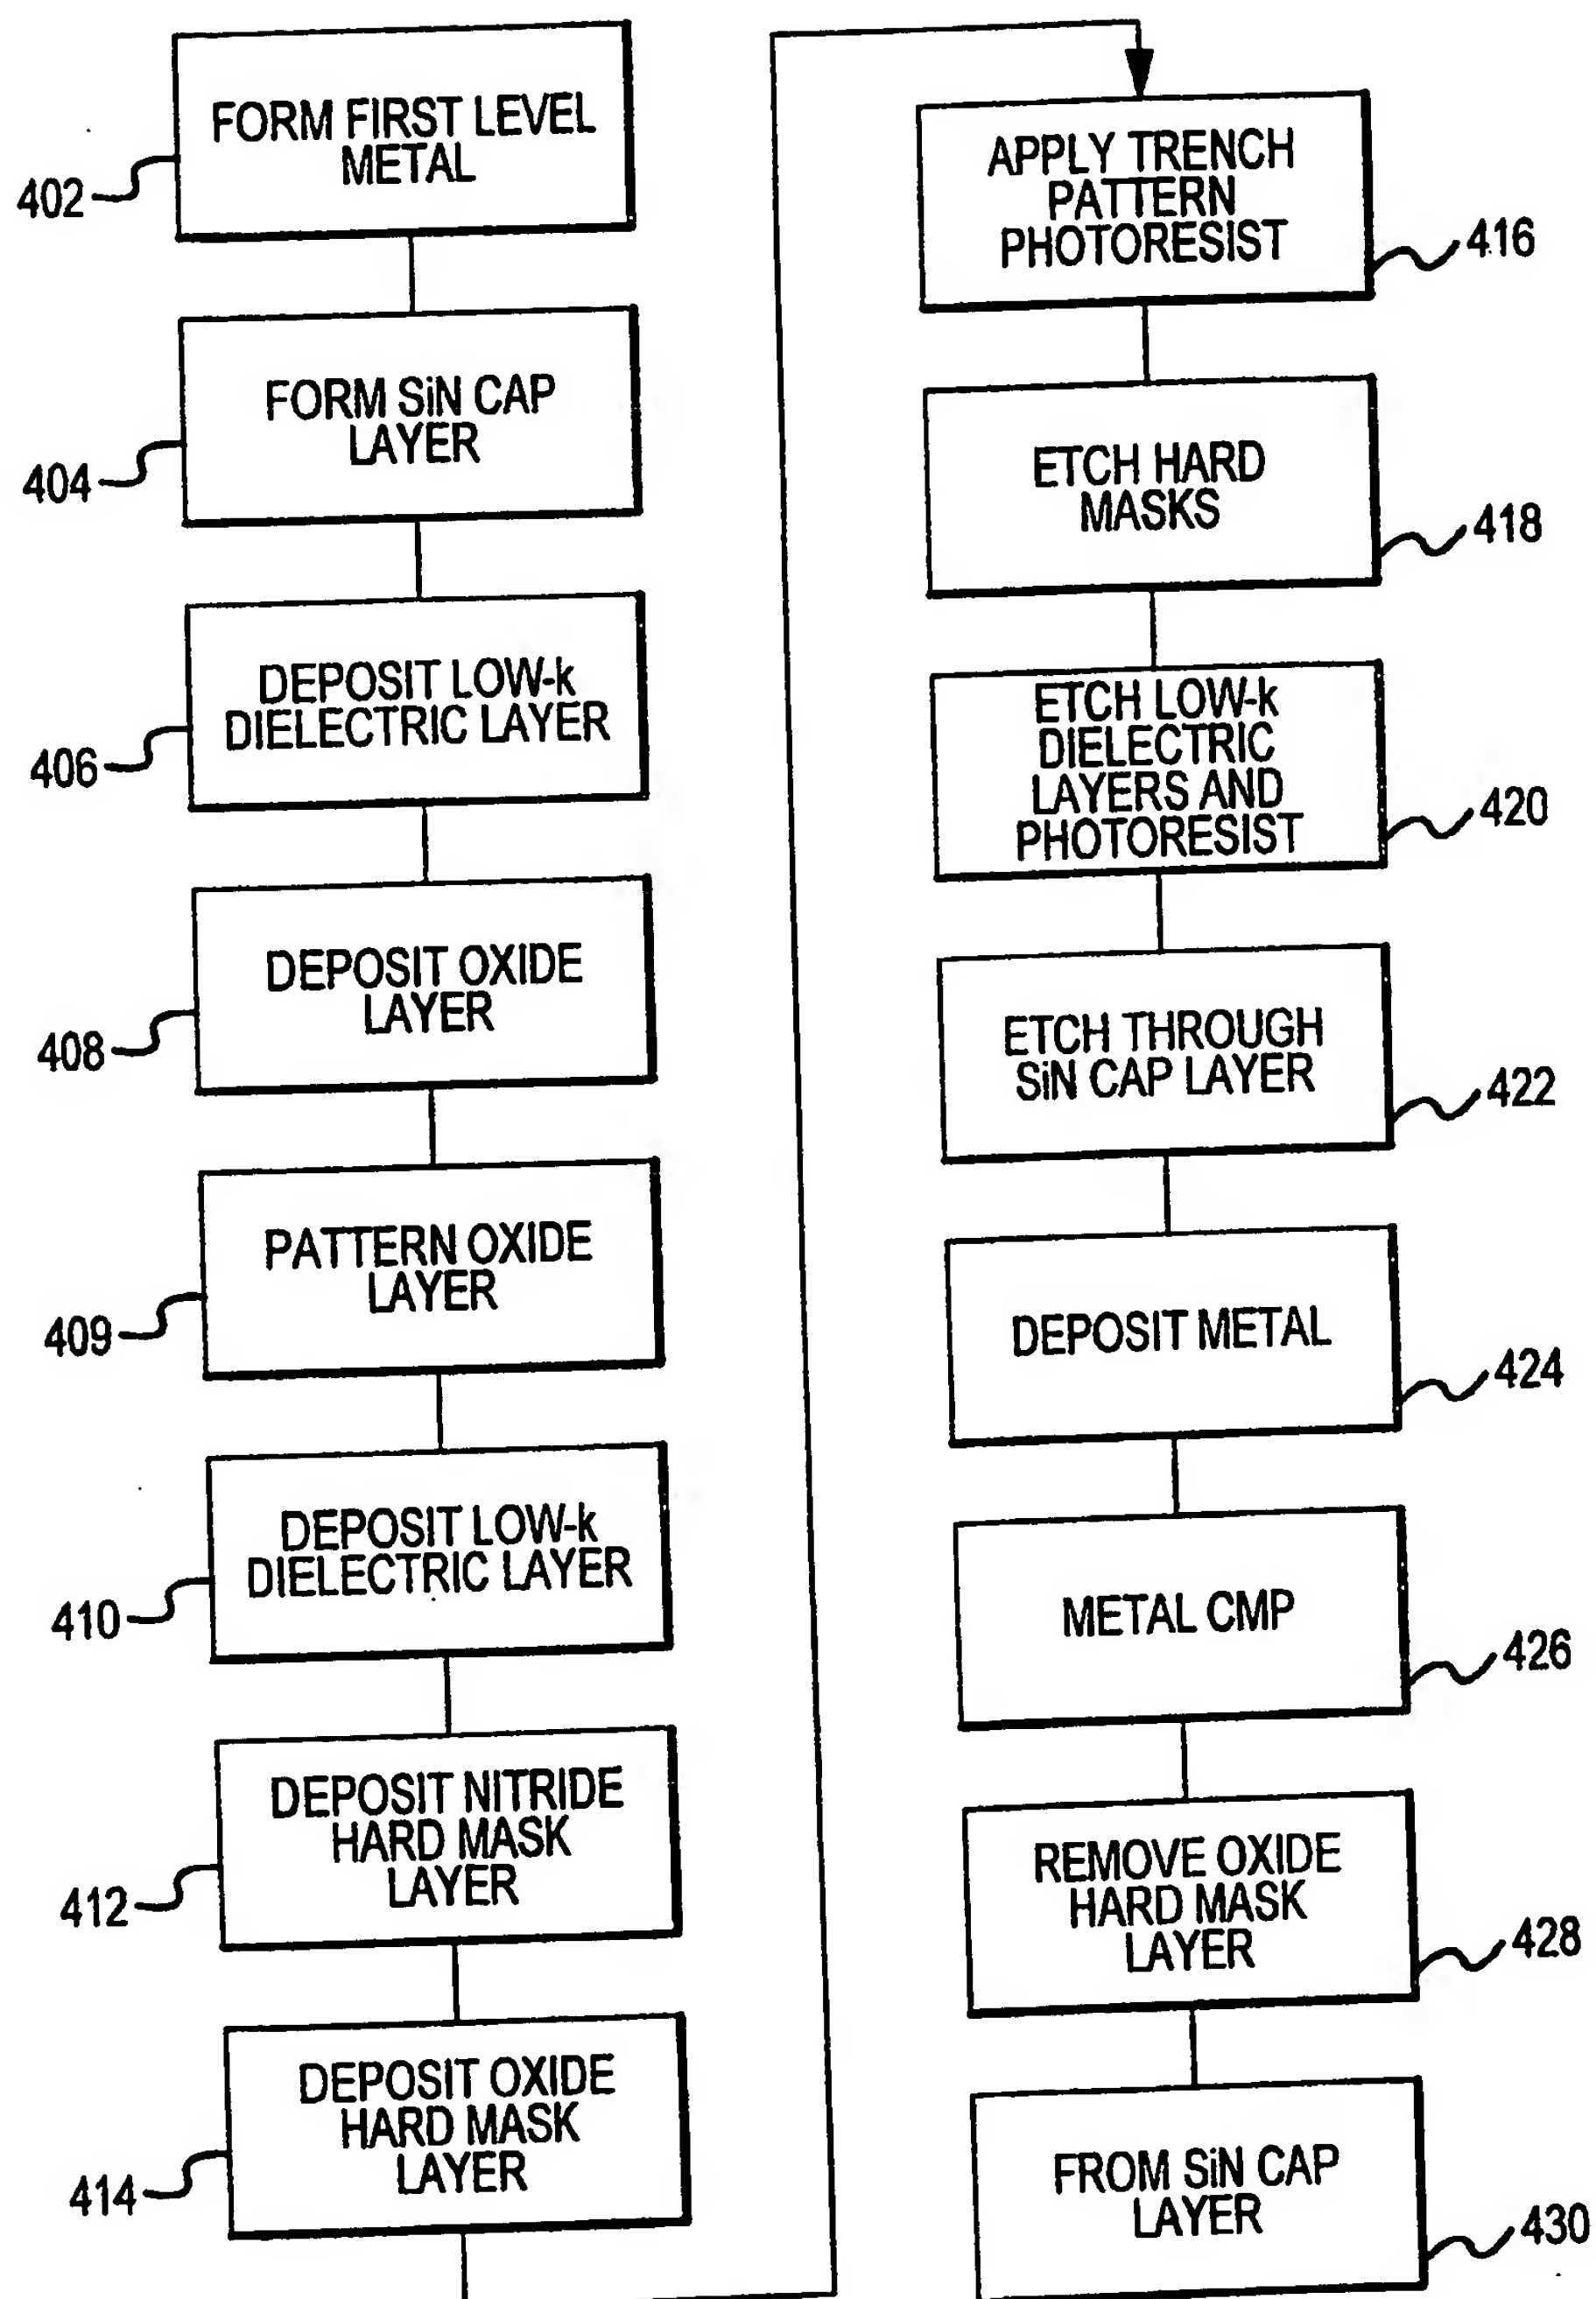 FORM FIRST LEVEL
METAL
402
FORM SiN CAP
LAYER
404
DEPOSIT LOW-k
DIELECTRIC LAYER
406
DEPOSIT OXIDE
LAYER
408
PATTERN OXIDE
LAYER
409
DEPOSIT LOW-k
DIELECTRIC LAYER
410
DEPOSIT NITRIDE
HARD MASK
LAYER
412
DEPOSIT OXIDE
HARD MASK
LAYER
414
APPLY TRENCH
PATTERN
PHOTORESIST
416
ETCH HARD
MASKS
418
ETCH LOW-k
DIELECTRIC
LAYERS AND
PHOTORESIST
420
ETCH THROUGH
SiN CAP LAYER
422
DEPOSIT METAL
424
METAL CMP
426
REMOVE OXIDE
HARD MASK
LAYER
428
FROM SiN CAP
LAYER
430